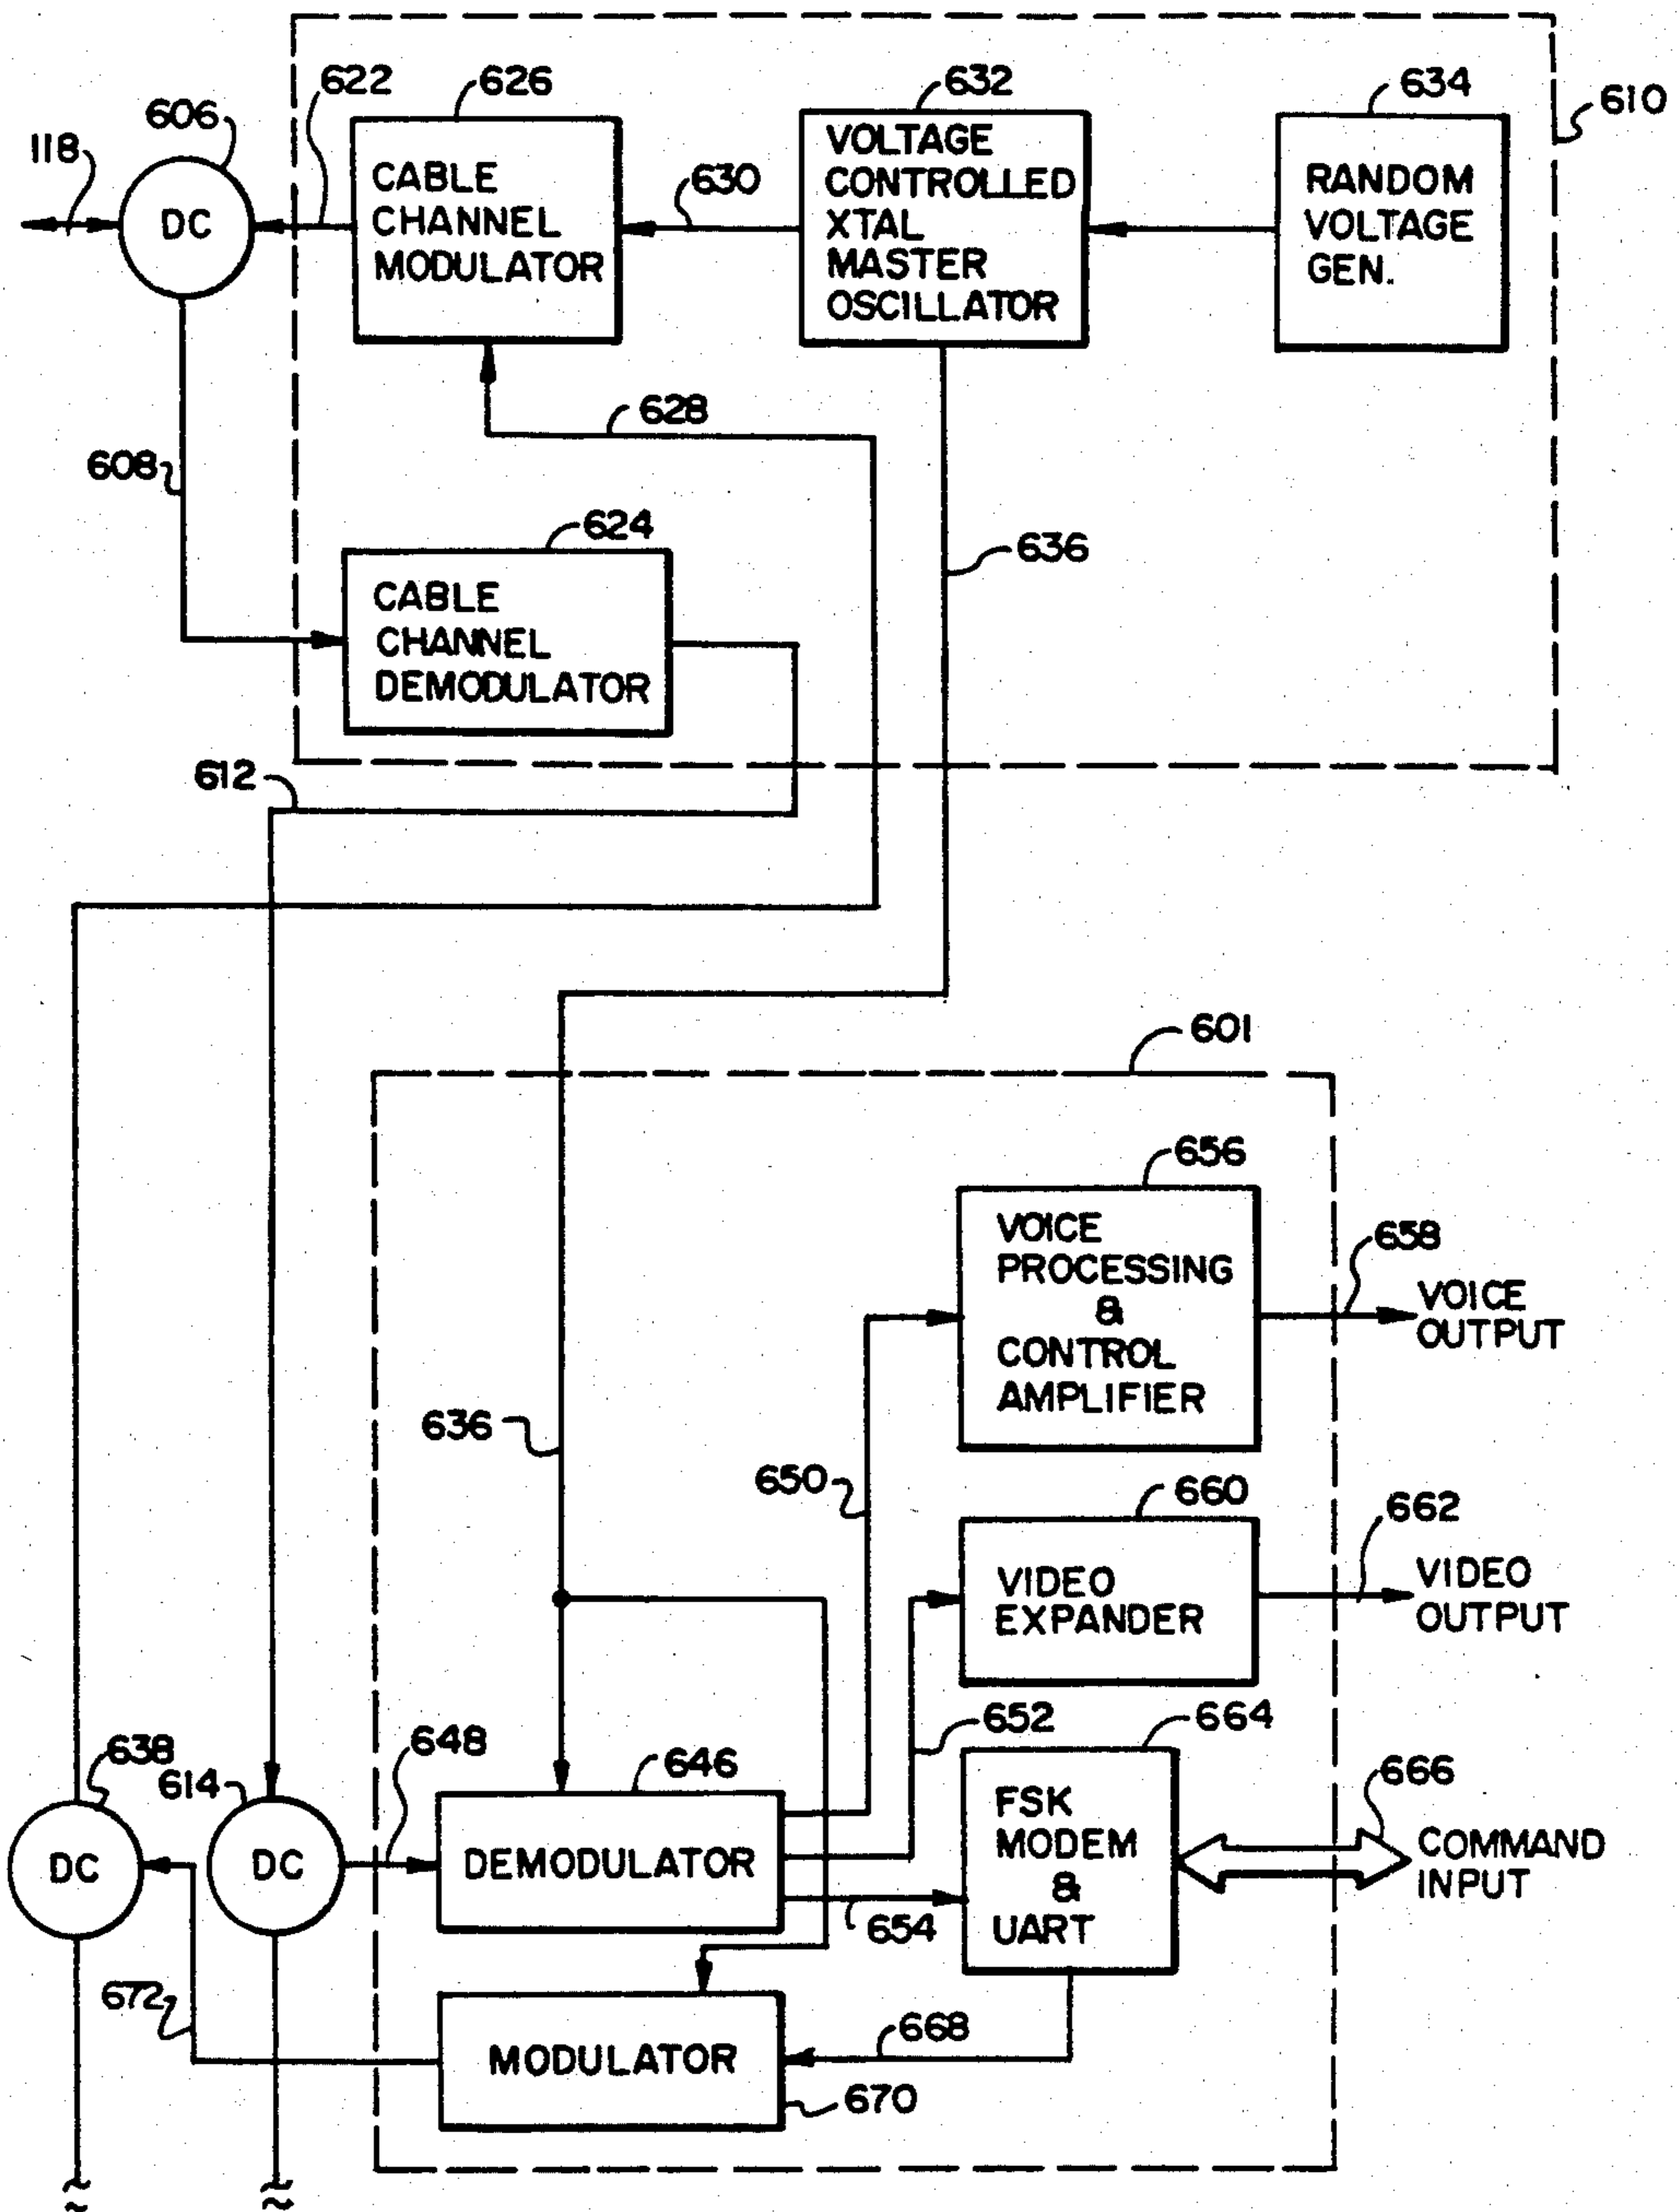 622
626
632
634
610
606
118
DC
CABLE
CHANNEL
MODULATOR
630
VOLTAGE
CONTROLLED
XTAL
MASTER
OSCILLATOR
RANDOM
VOLTAGE
GEN.
628
608
624
636
CABLE
CHANNEL
DEMODULATOR
612
601
656
VOICE
PROCESSING
&
CONTROL
AMPLIFIER
658
VOICE
OUTPUT
636
650
660
662
VIDEO
EXPANDER
VIDEO
OUTPUT
652
664
638
614
648
646
666
DC
DC
DEMODULATOR
FSK
MODEM
&
UART
COMMAND
INPUT
654
672
668
MODULATOR
670